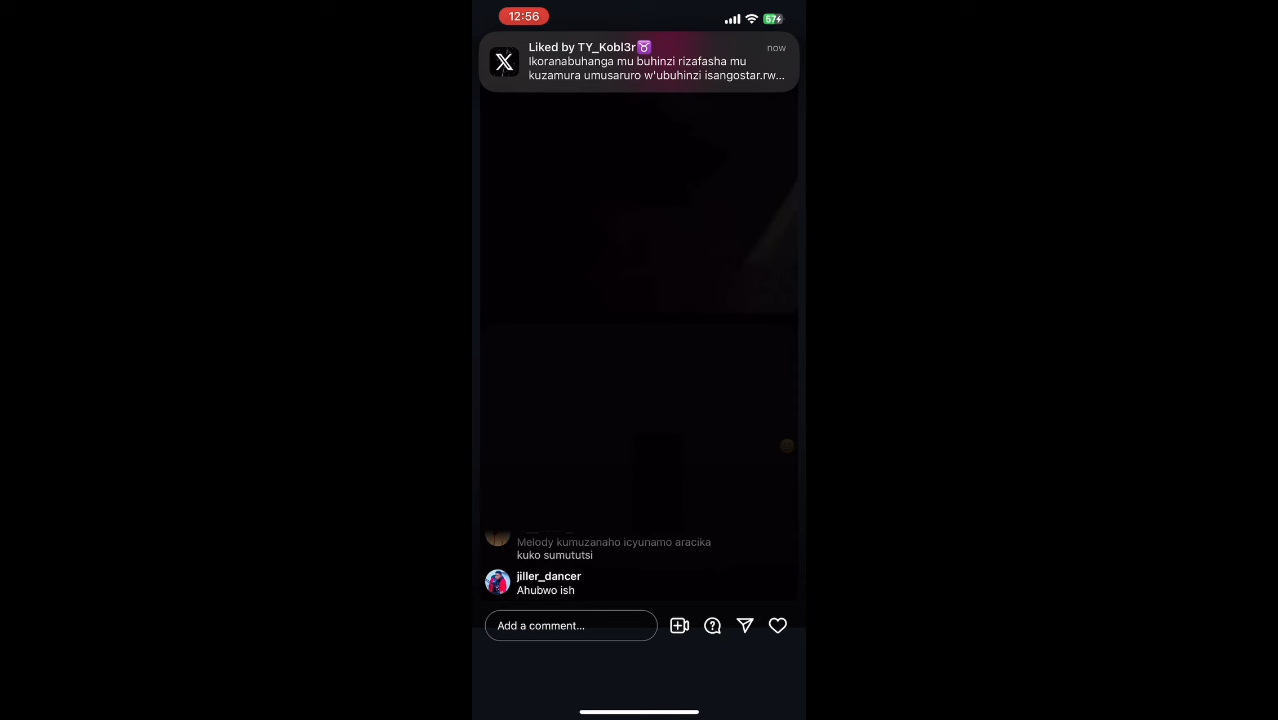 12:56
57
Liked by TY_Kobl3r♉
now
Ikoranabuhanga mu buhinzi rizafasha mu
kuzamura umusaruro w'ubuhinzi isangostar.rw...
Melody kumuzanaho icyunamo aracika
kuko sumututsi
jiller_dancer
Ahubwo ish
Add a comment...